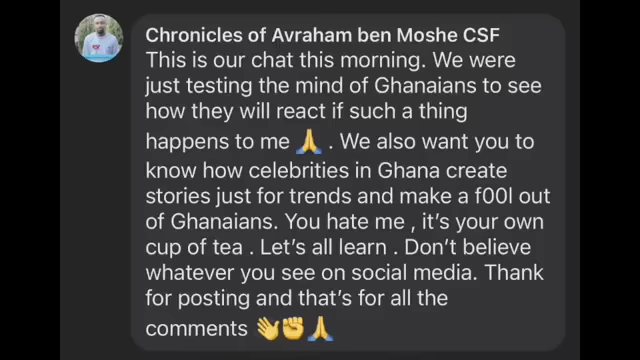 Chronicles of Avraham ben Moshe CSF
This is our chat this morning. We were
just testing the mind of Ghanaians to see
how they will react if such a thing
happens to me 🙏 . We also want you to
know how celebrities in Ghana create
stories just for trends and make a f00l out
of Ghanaians. You hate me , it’s your own
cup of tea . Let’s all learn . Don’t believe
whatever you see on social media. Thank
for posting and that’s for all the
comments 👋✊🙏